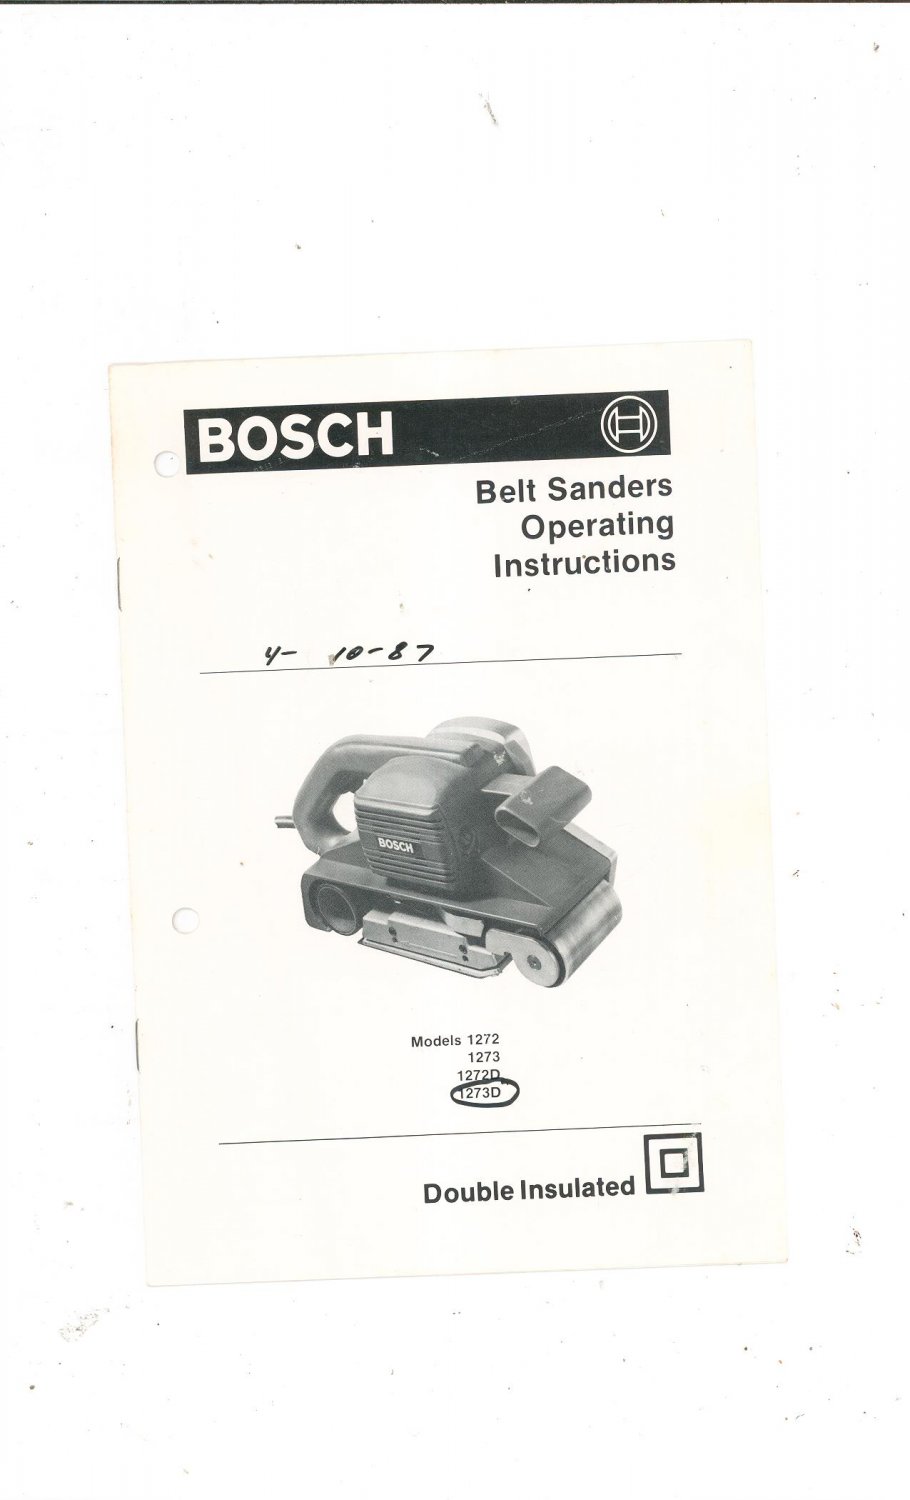 BOSCH
Belt Sanders
Operating
Instructions
4- 10-87
BOSCH
Models 1272
1273
1272D
1273D
Double Insulated